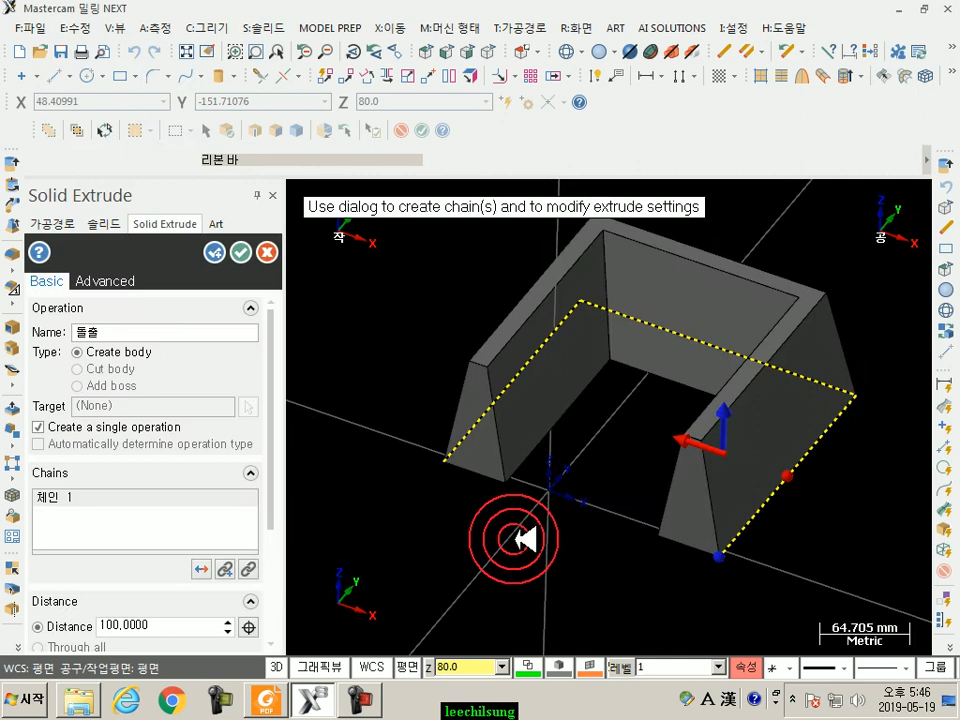 Mastercam 밀링 NEXT
F:파일 E:수정 V:뷰 A:측정 C:그리기 S:솔리드 MODEL PREP X:이동 M:머신 형태 T:가공경로 R:화면 ART AI SOLUTIONS I:설정 H:도움말
X 48.40991 Y -151.71076 Z 80.0
리본 바
Solid Extrude
가공경로 솔리드 Solid Extrude Art
Basic Advanced
Operation
Name: 돌출
Type: Create body
Cut body
Add boss
Target (None)
Create a single operation
Automatically determine operation type
Chains
체인 1
Distance
Distance 100.0000
Through all
Use dialog to create chain(s) and to modify extrude settings
Z Y 작 X
Z Y 공 X
Z Y X
64.705 mm
Metric
WCS: 평면 공구/작업평면: 평면 3D 그래픽뷰 WCS 평면 Z 80.0 레벨 1 속성 그룹
시작 PDF A 漢 오후 5:46
2019-05-19
leechilsung